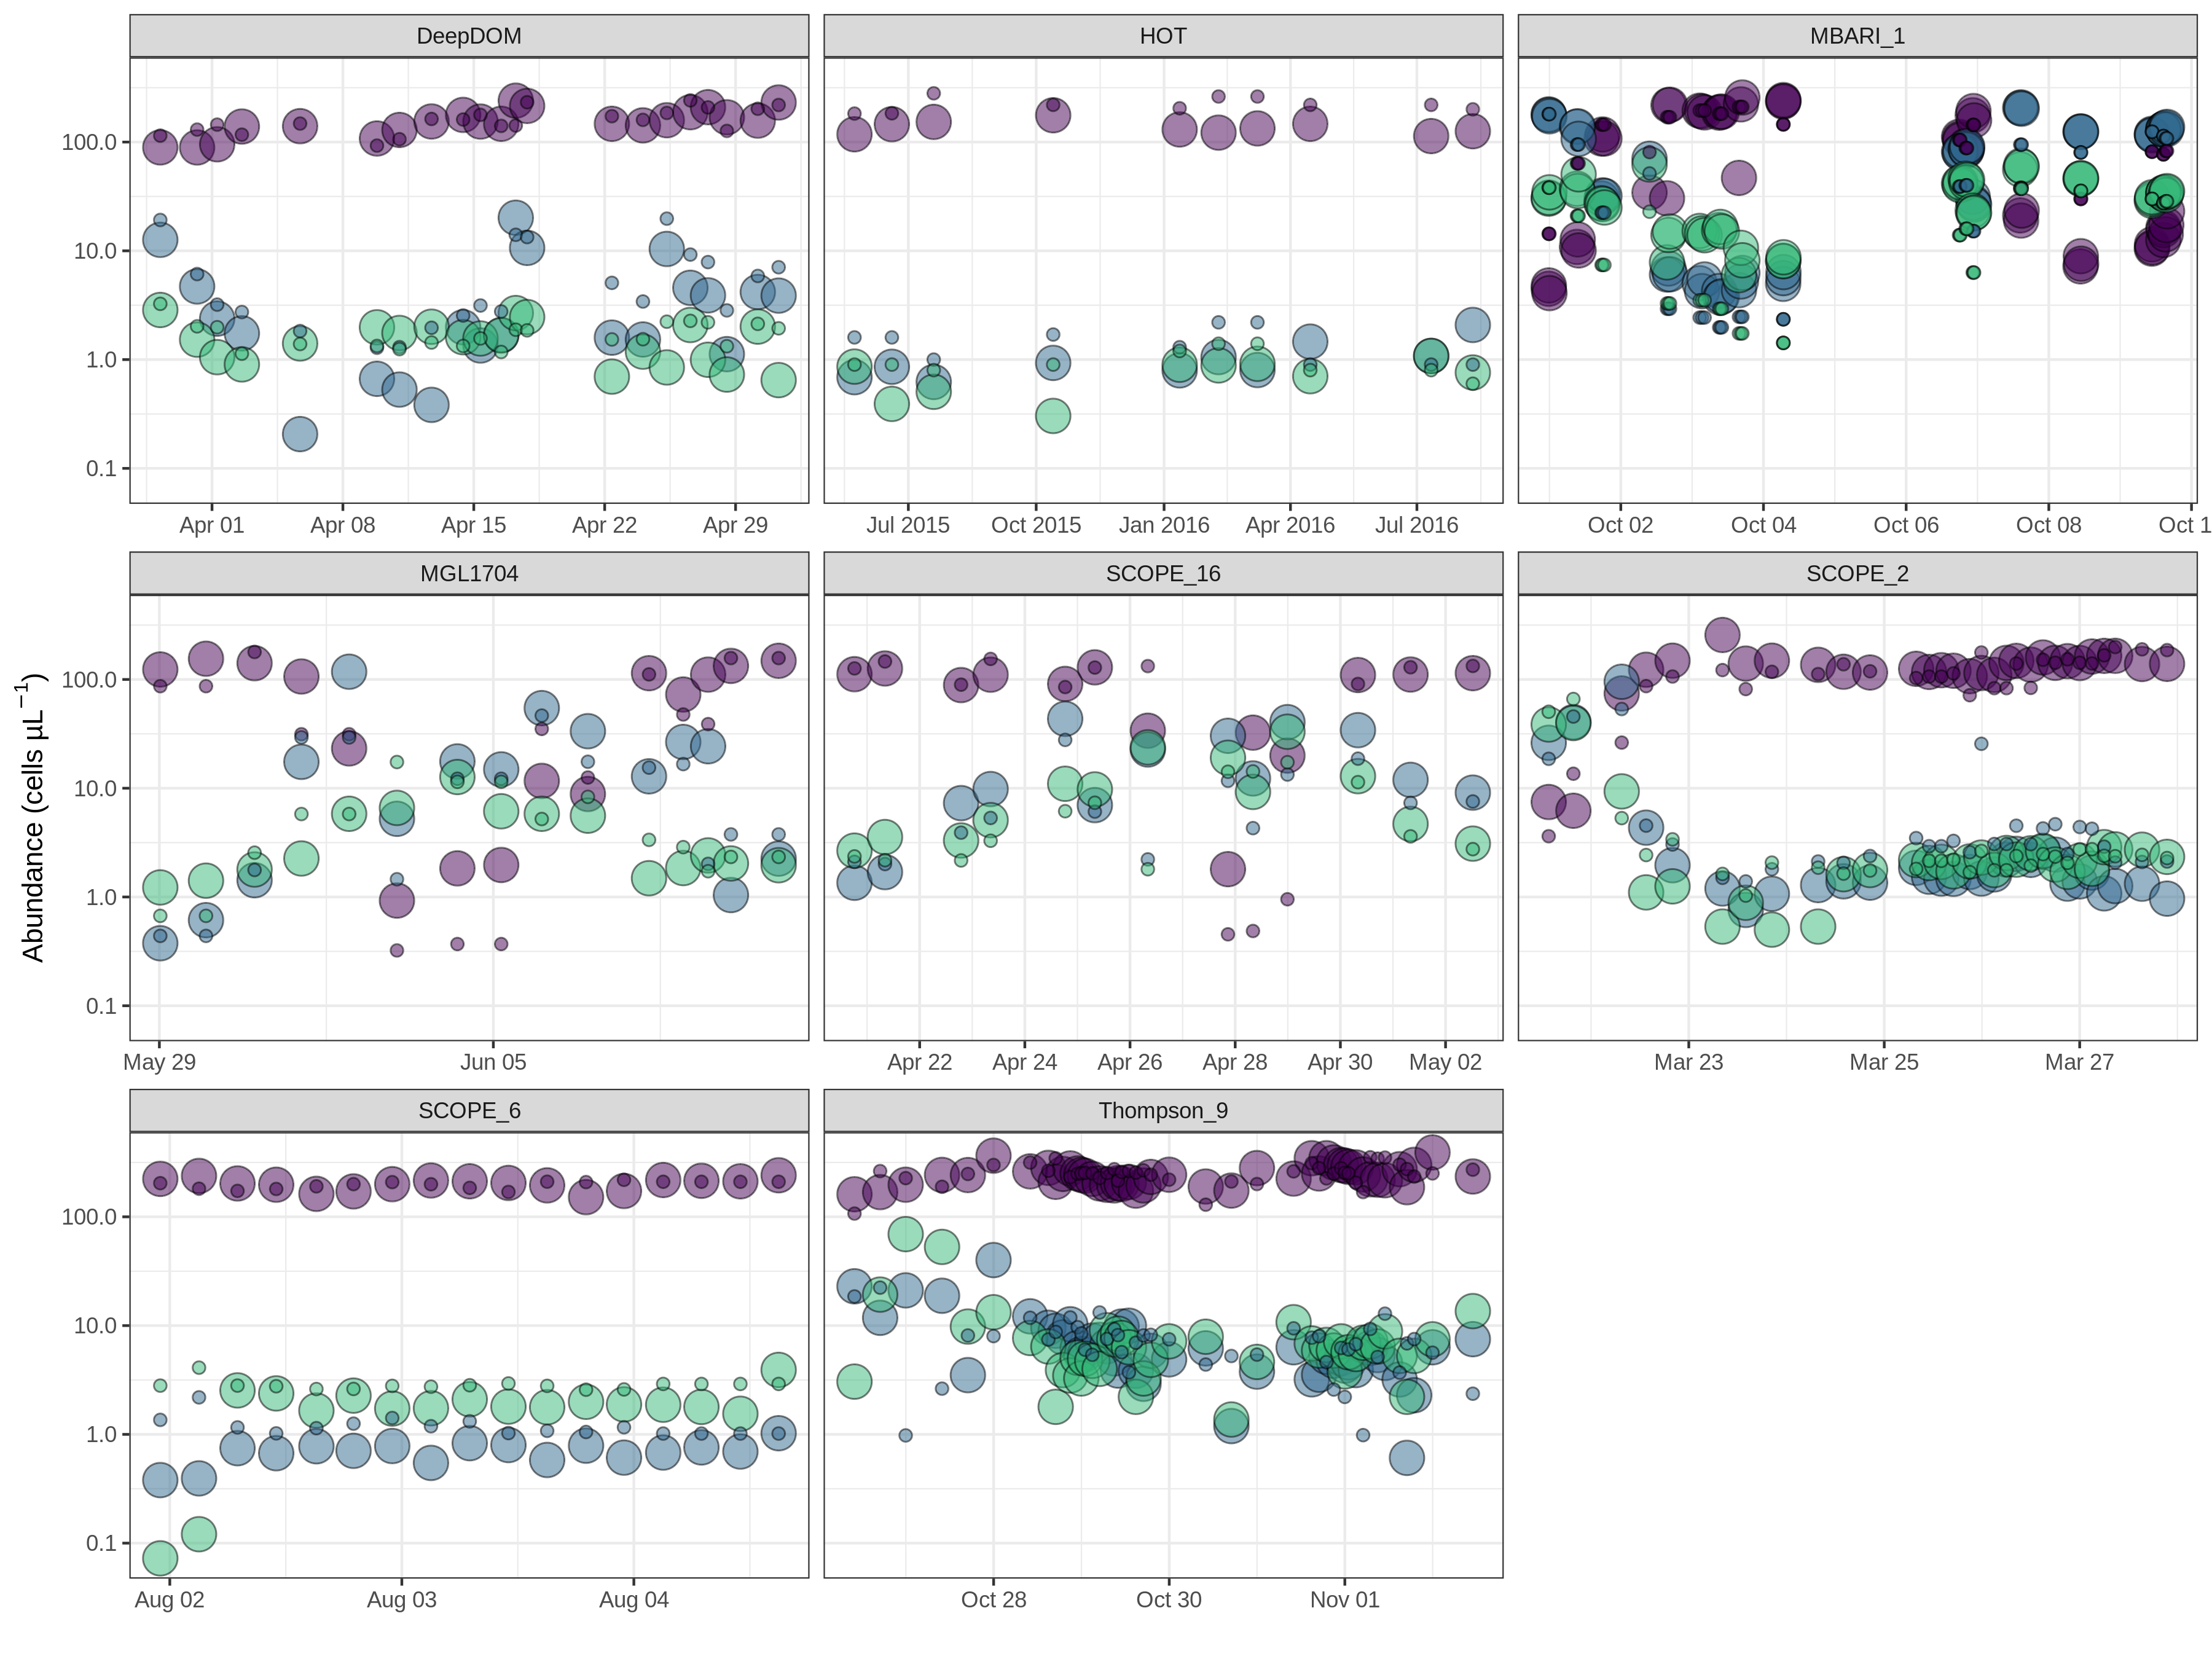 DeepDOM HOT MBARI_1
100.0
10.0
1.0
0.1
Apr 01 Apr 08 Apr 15 Apr 22 Apr 29 Jul 2015 Oct 2015 Jan 2016 Apr 2016 Jul 2016 Oct 02 Oct 04 Oct 06 Oct 08 Oct 1
MGL1704 SCOPE_16 SCOPE_2
Abundance (cells µL⁻¹)
100.0
10.0
1.0
0.1
May 29 Jun 05 Apr 22 Apr 24 Apr 26 Apr 28 Apr 30 May 02 Mar 23 Mar 25 Mar 27
SCOPE_6 Thompson_9
100.0
10.0
1.0
0.1
Aug 02 Aug 03 Aug 04 Oct 28 Oct 30 Nov 01